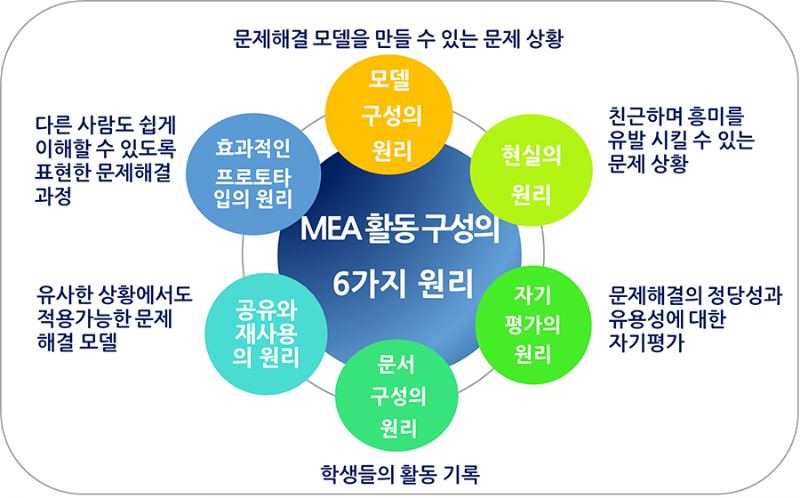 문제해결 모델을 만들 수 있는 문제 상황
모델
구성의
원리
친근하며 흥미를
유발 시킬 수 있는
문제 상황
현실의
원리
다른 사람도 쉽게
이해할 수 있도록
표현한 문제해결
과정
효과적인
프로토타
입의 원리
MEA 활동 구성의
6가지 원리
자기
평가의
원리
문제해결의 정당성과
유용성에 대한
자기평가
유사한 상황에서도
적용가능한 문제
해결 모델
공유와
재사용
의 원리
문서
구성의
원리
학생들의 활동 기록